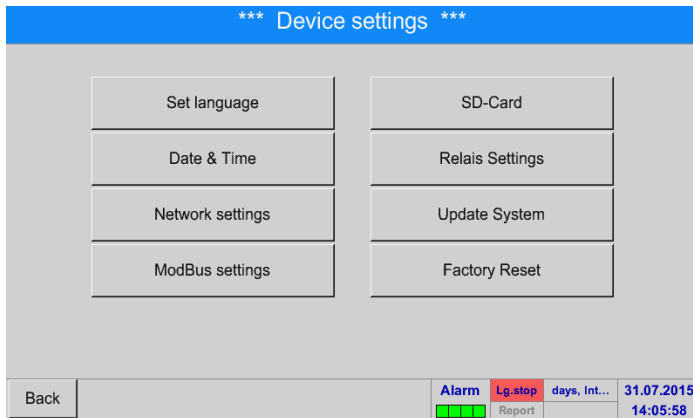 *** Device settings ***
Set language
SD-Card
Date & Time
Relais Settings
Network settings
Update System
ModBus settings
Factory Reset
Back
Alarm
Lg.stop
days, Int...
31.07.2015
Report
14:05:58